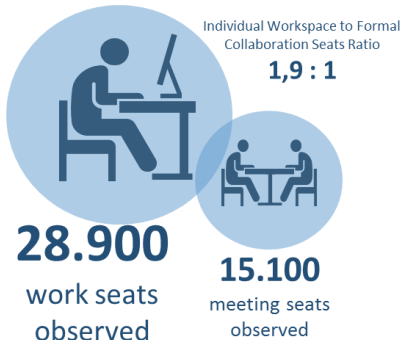 Individual Workspace to Formal
Collaboration Seats Ratio
1,9 : 1
28.900
work seats
observed
15.100
meeting seats
observed